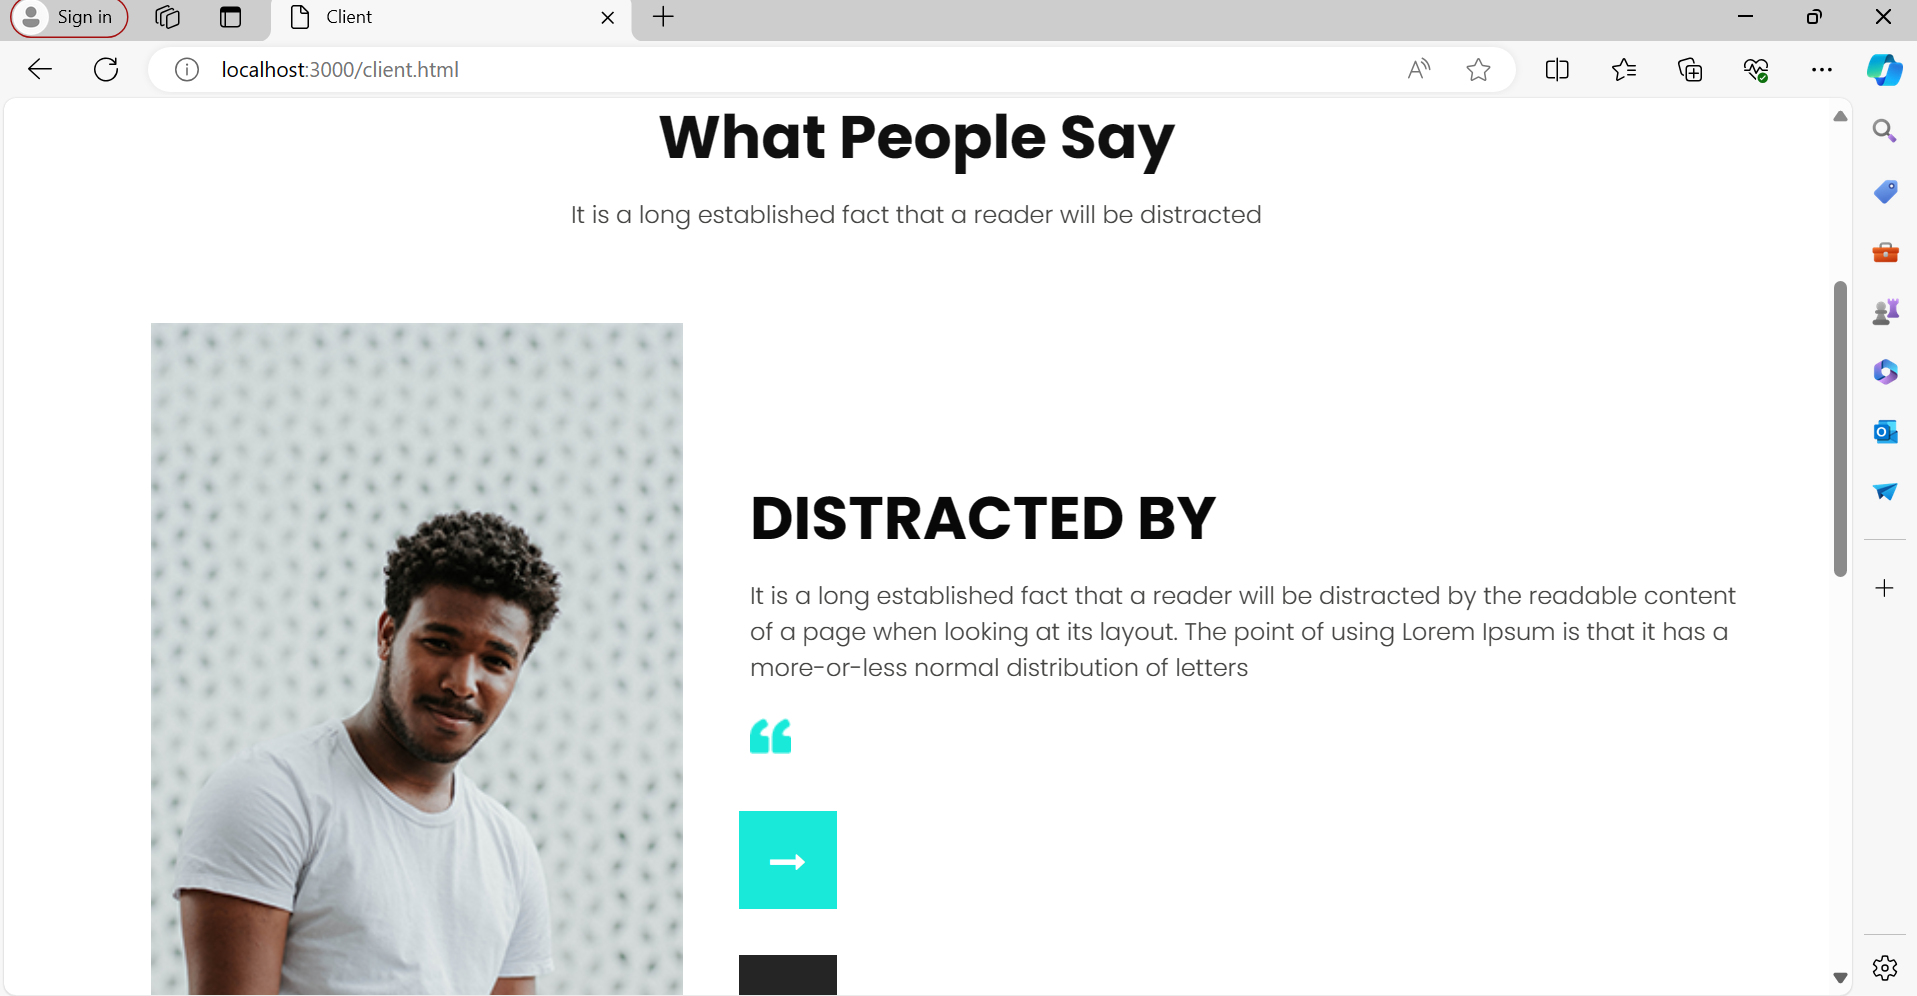 Sign in
Client
localhost:3000/client.html
What People Say
It is a long established fact that a reader will be distracted
DISTRACTED BY
It is a long established fact that a reader will be distracted by the readable content
of a page when looking at its layout. The point of using Lorem Ipsum is that it has a
more-or-less normal distribution of letters